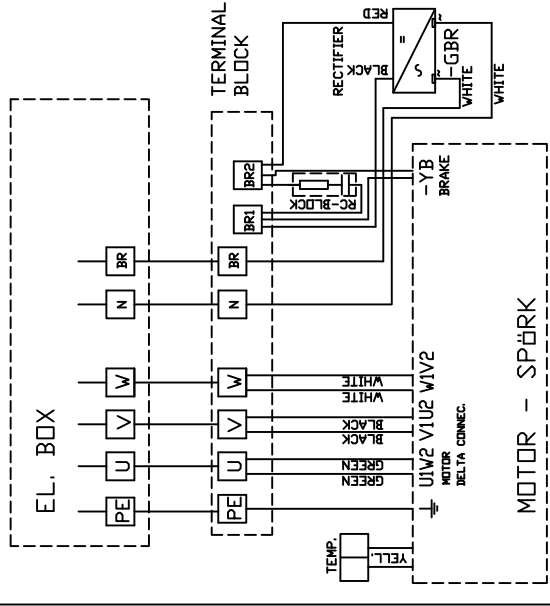 EL. BOX
PE
U
V
W
N
BR
TERMINAL
BLOCK
PE
U
V
W
N
BR
BR1
BR2
RC-BLOCK
GREEN
GREEN
BLACK
BLACK
WHITE
WHITE
RECTIFIER
BLACK
RED
=
~
~
-GBR
WHITE
WHITE
TEMP.
YELL.
U1W2 V1U2 W1V2
MOTOR
DELTA CONNEC.
-YB
BRAKE
MOTOR - SPÖRK